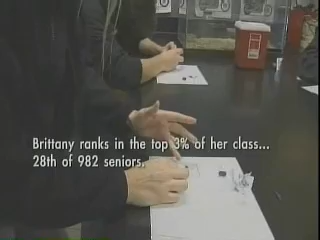 Brittany ranks in the top 3% of her class...
28th of 982 seniors.